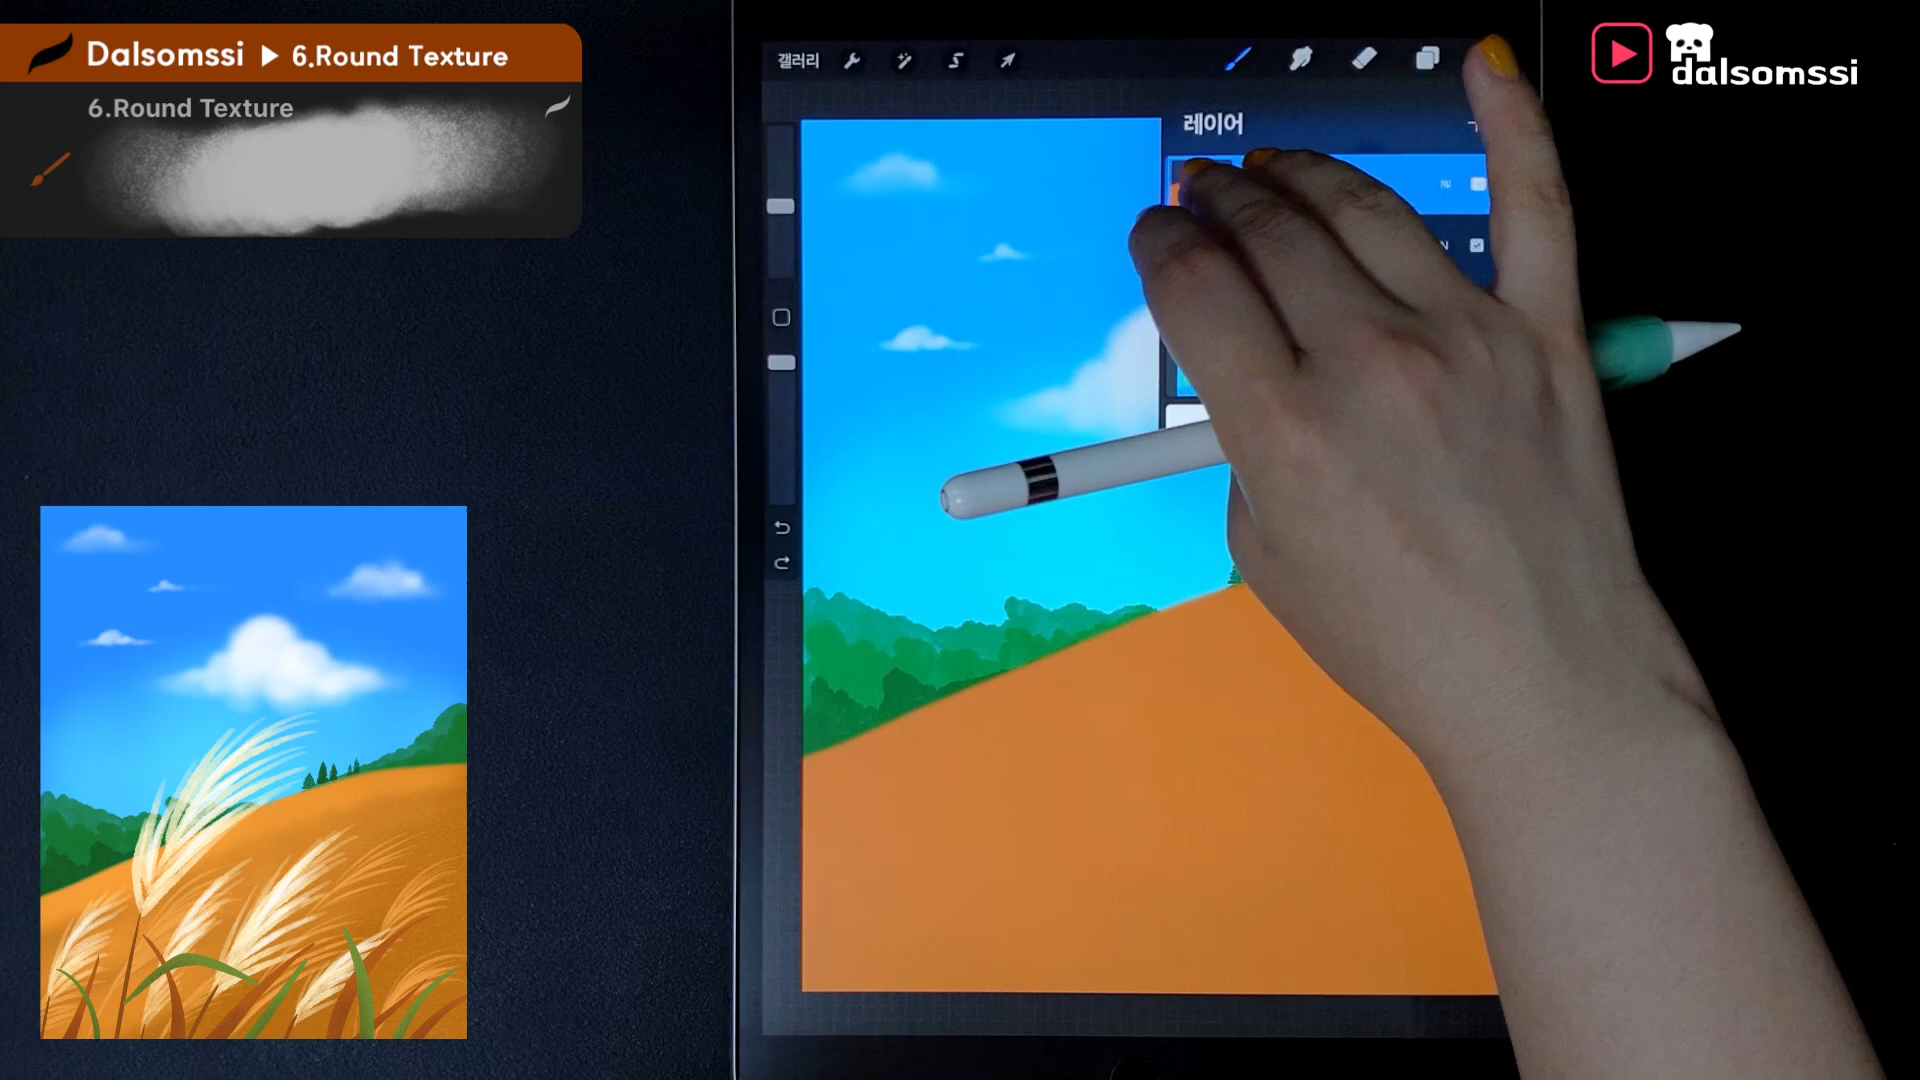 Dalsomssi ▶ 6.Round Texture
6.Round Texture
갤러리
레이어
N
dalsomssi